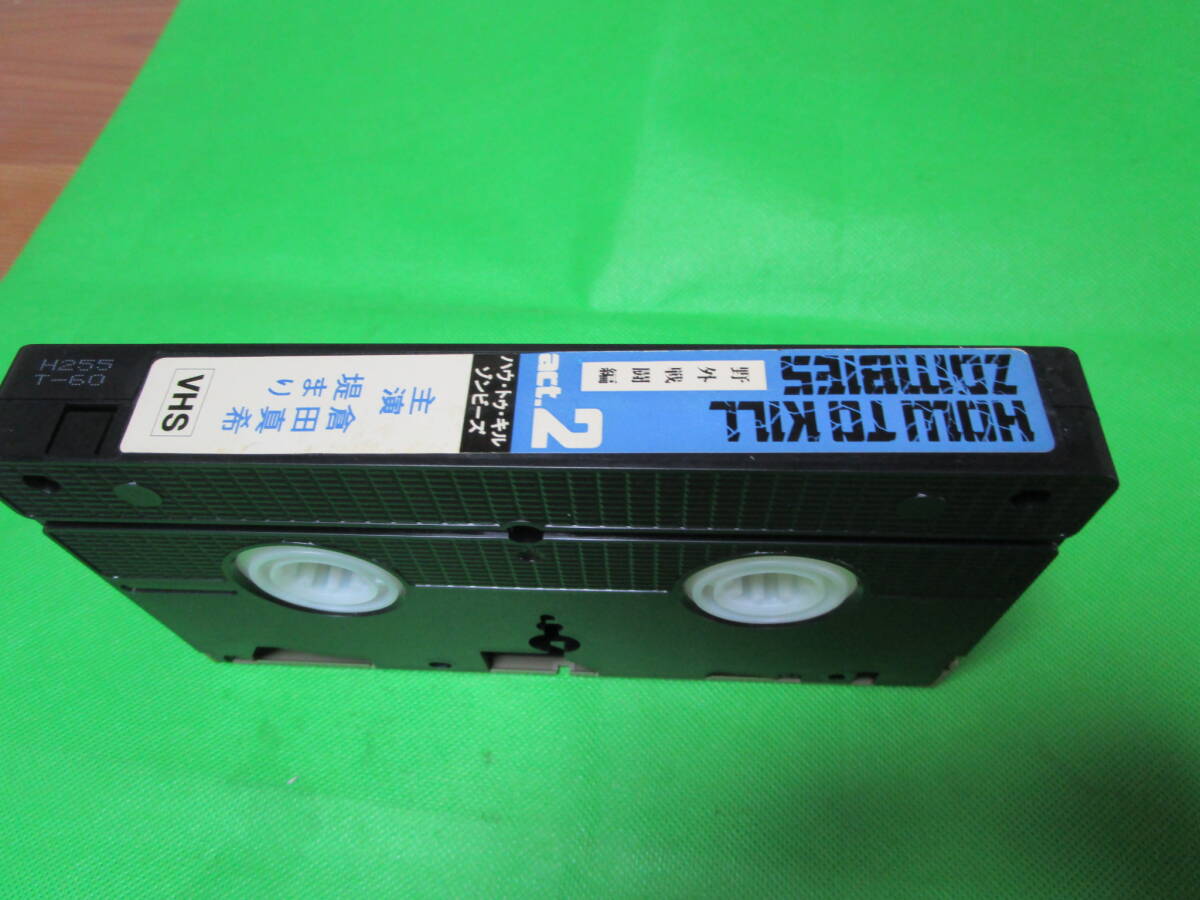 HOW TO KILL
ZOMBIES
野外戦闘編
act.2
ハウ・トゥ・キル
ゾンビーズ
主演
倉田真希
堤まり
VHS
H255
T-60